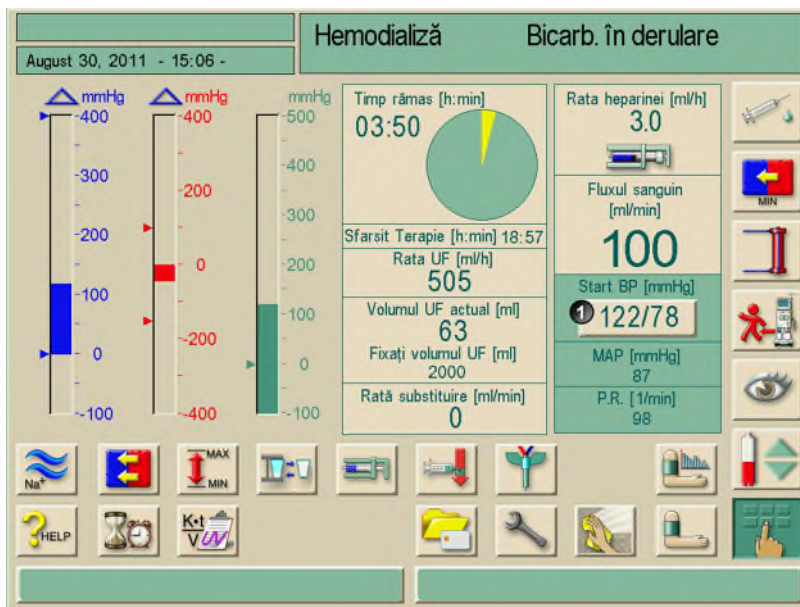 Hemodializă Bicarb. în derulare
August 30, 2011 - 15:06 -
mmHg mmHg mmHg
-400 -400 -500
-300 -200 -400
-200 - 0 -300
-100 -200 -200
- 0 -400 -100
-100 - 0
-100
Timp rămas [h:min]
03:50
Sfarsit Terapie [h:min] 18:57
Rata UF [ml/h]
505
Volumul UF actual [ml]
63
Fixați volumul UF [ml]
2000
Rată substituire [ml/min]
0
Rata heparinei [ml/h]
3.0
Fluxul sanguin
[ml/min]
100
Start BP [mmHg]
1 122/78
MAP [mmHg]
87
P.R. [1/min]
98
MIN
Na+
MAX
MIN
HELP
K•t
V
UV